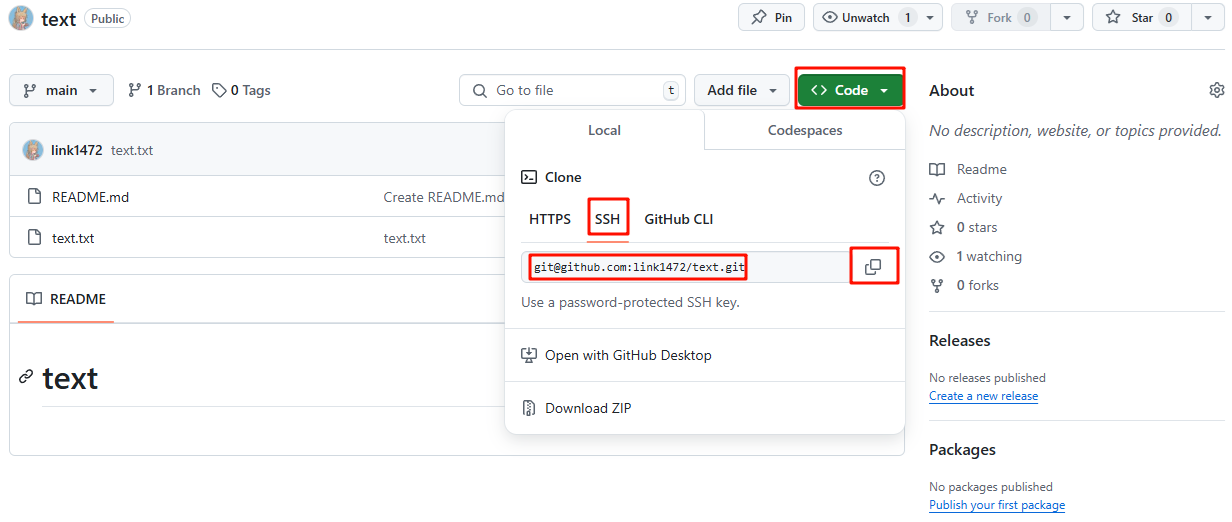 text Public Pin Unwatch 1 Fork 0 Star 0
main 1 Branch 0 Tags Go to file t Add file Code
link1472 text.txt
README.md Create README.md
text.txt text.txt
README
text
Local Codespaces
Clone
HTTPS SSH GitHub CLI
git@github.com:link1472/text.git
Use a password-protected SSH key.
Open with GitHub Desktop
Download ZIP
About
No description, website, or topics provided.
Readme
Activity
0 stars
1 watching
0 forks
Releases
No releases published
Create a new release
Packages
No packages published
Publish your first package